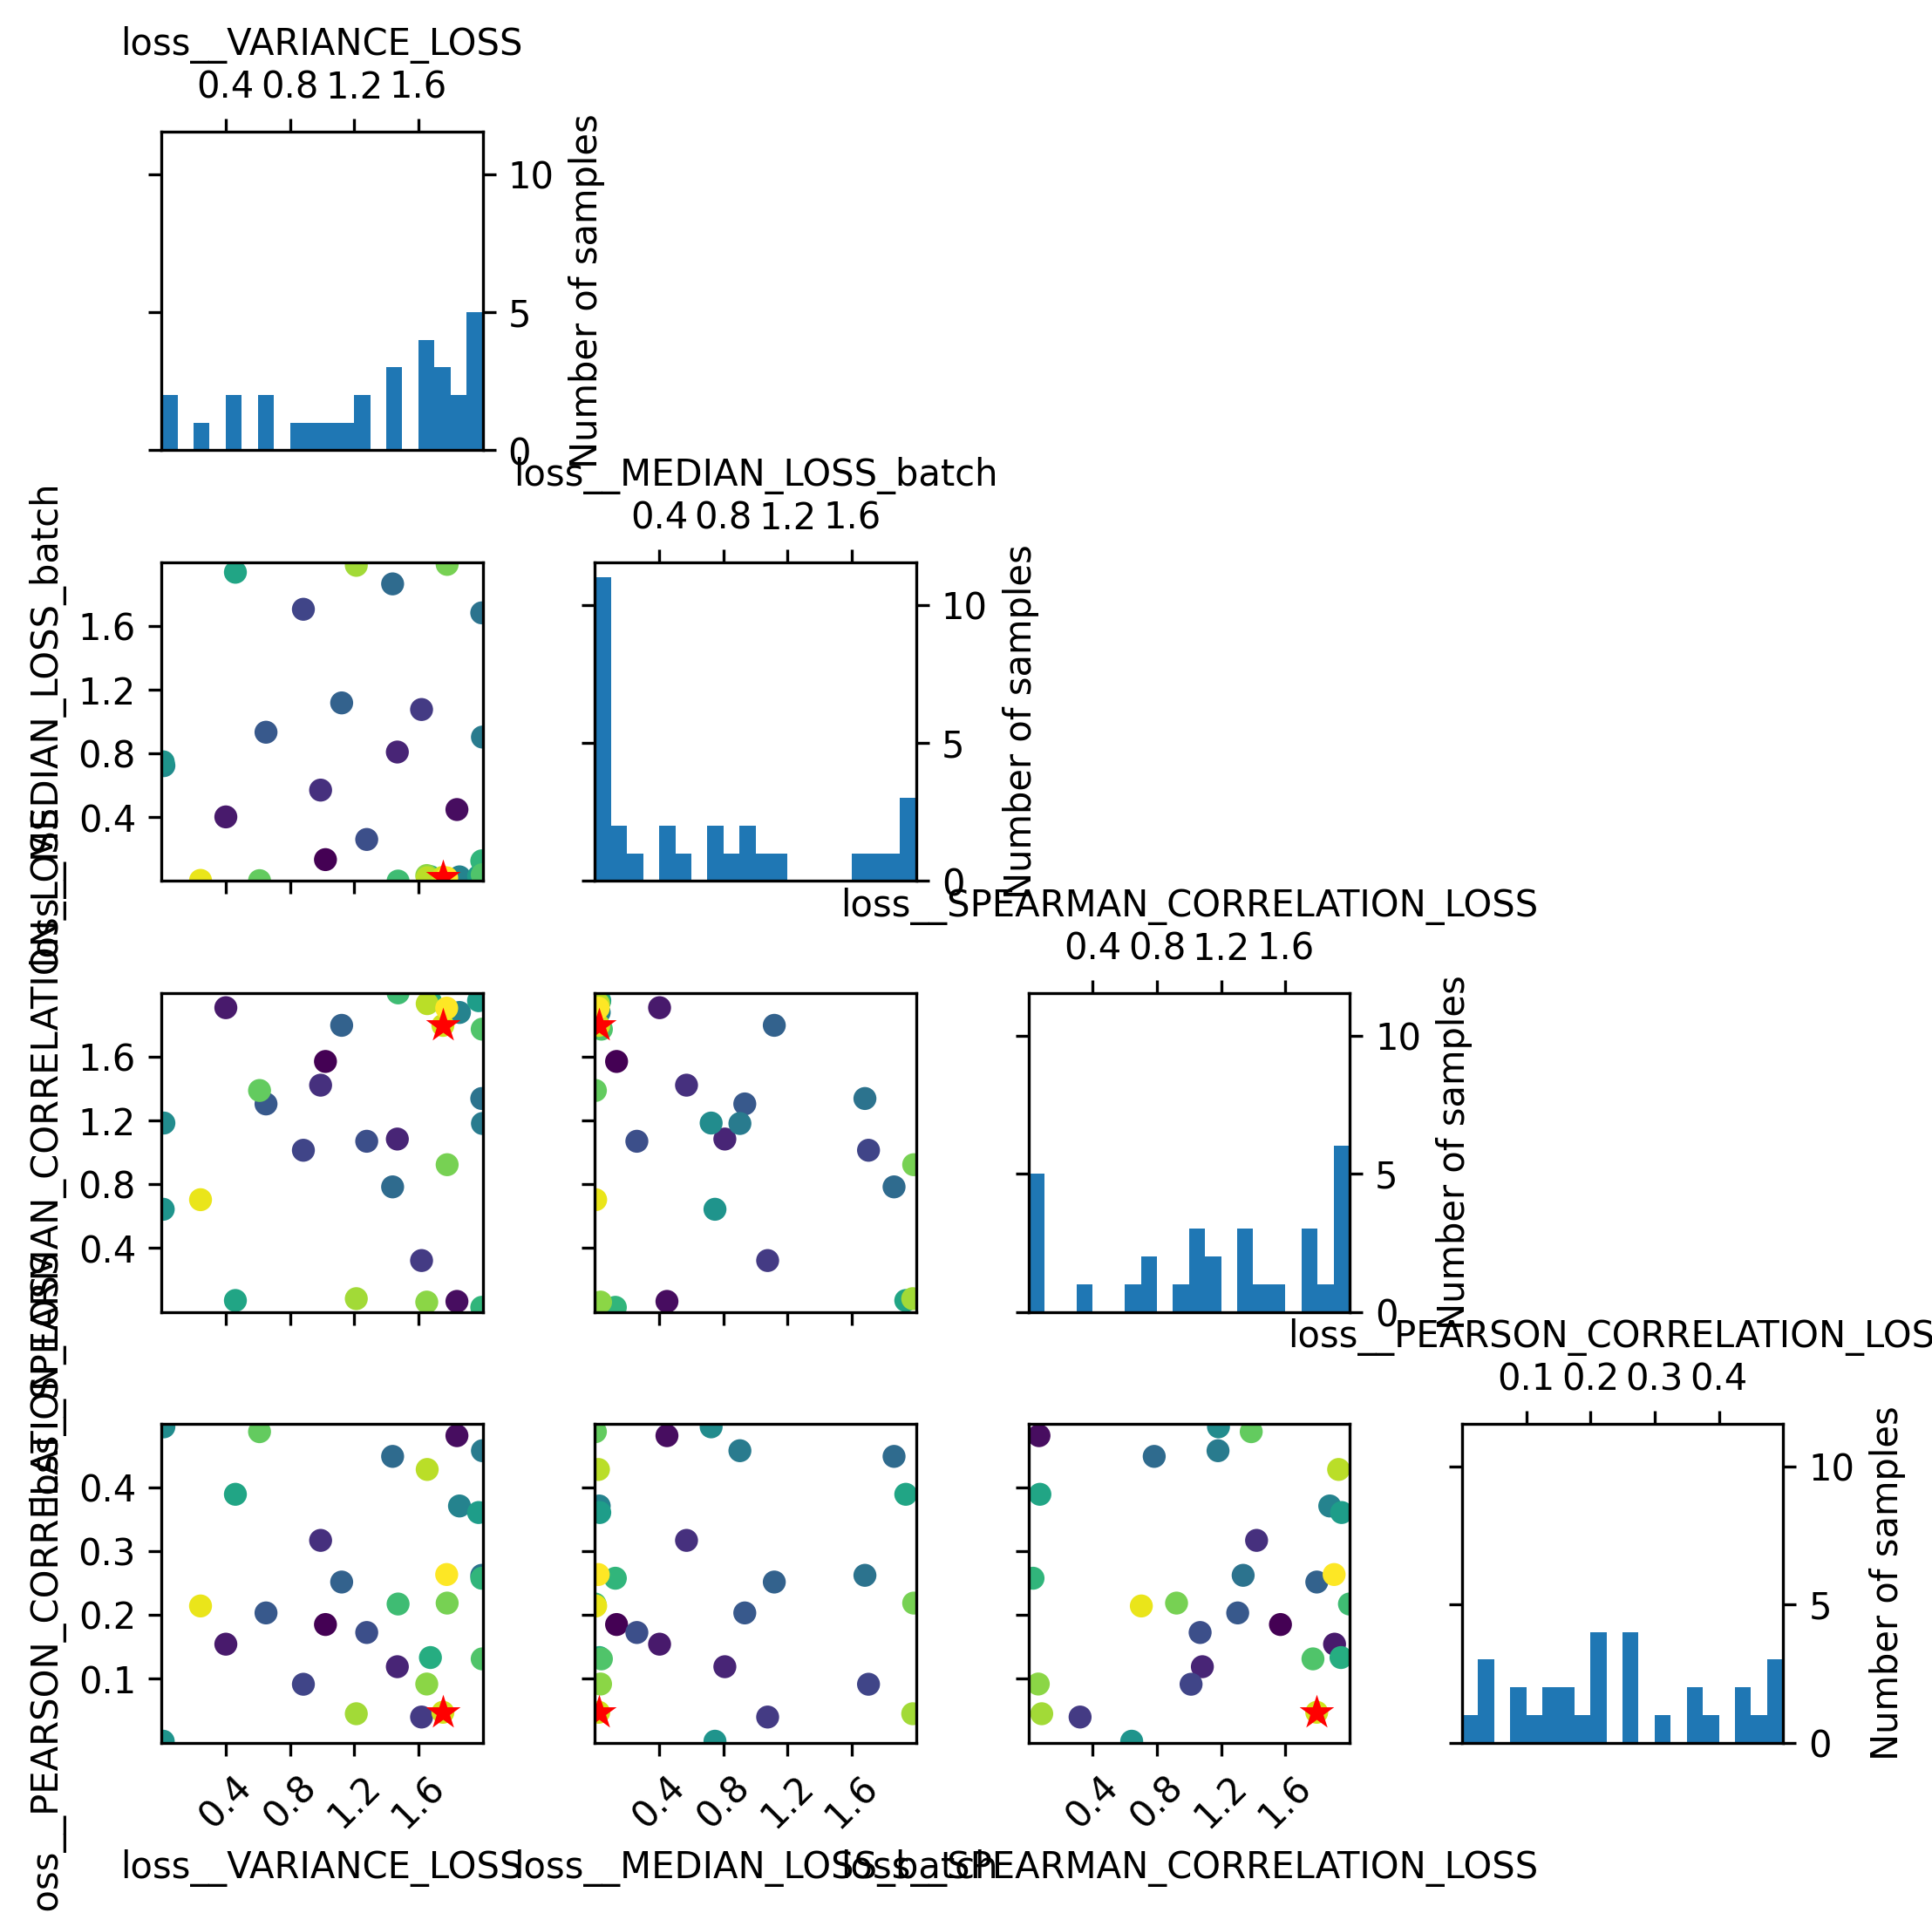 loss__VARIANCE_LOSS
0.4 0.8 1.2 1.6
10
5
0
Number of samples
loss__MEDIAN_LOSS_batch
0.4 0.8 1.2 1.6
10
5
0
Number of samples
loss__MEDIAN_LOSS_batch
1.6
1.2
0.8
0.4
loss__SPEARMAN_CORRELATION_LOSS
0.4 0.8 1.2 1.6
10
5
0
Number of samples
loss__SPEARMAN_CORRELATION_LOSS
1.6
1.2
0.8
0.4
loss__PEARSON_CORRELATION_LOS
0.1 0.2 0.3 0.4
10
5
0
Number of samples
loss__PEARSON_CORRELATION_LOSS
0.4
0.3
0.2
0.1
0.4 0.8 1.2 1.6
0.4 0.8 1.2 1.6
0.4 0.8 1.2 1.6
loss__VARIANCE_LOSS
loss__MEDIAN_LOSS_batch
loss__SPEARMAN_CORRELATION_LOSS